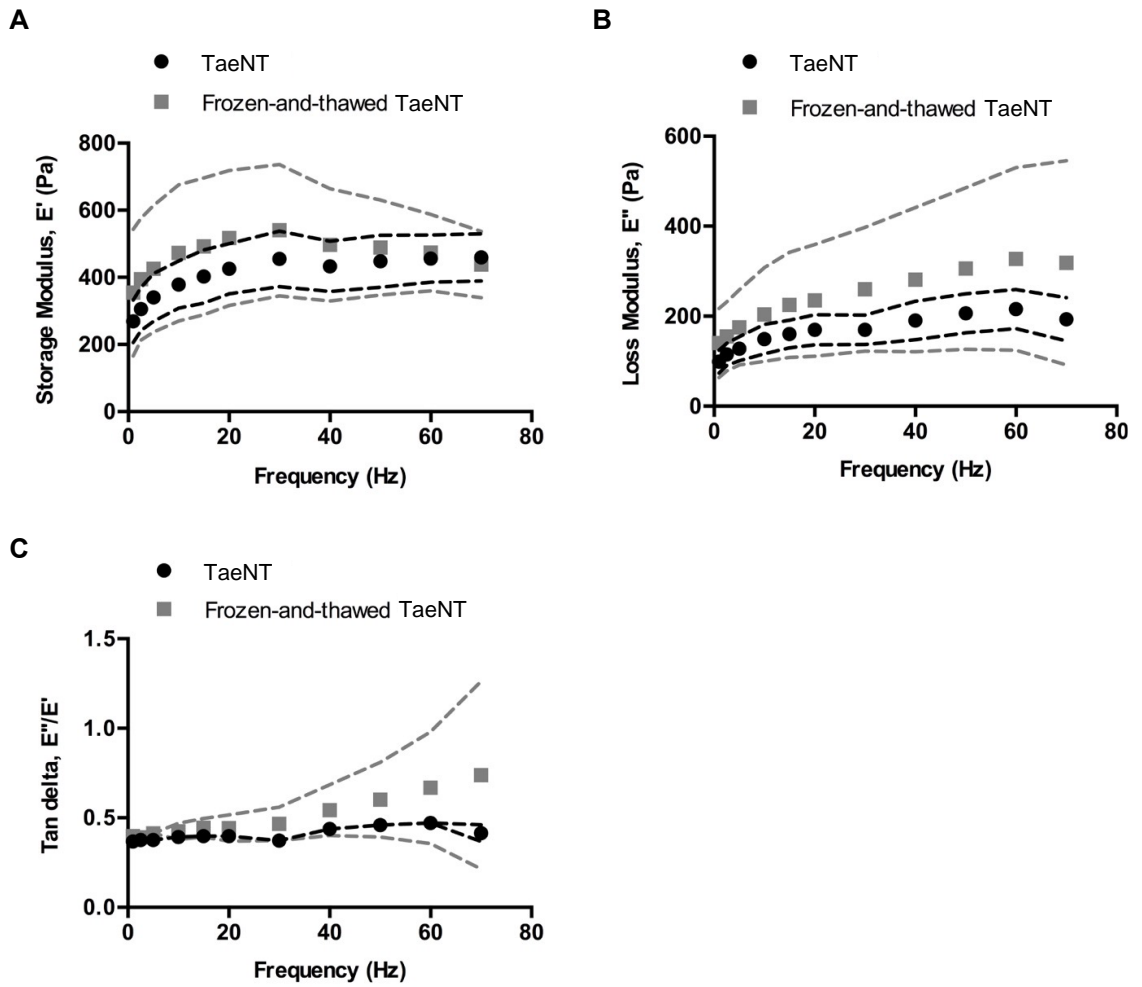 A
TaeNT
Frozen-and-thawed TaeNT
Storage Modulus, E' (Pa)
800
600
400
200
0
0 20 40 60 80
Frequency (Hz)
B
TaeNT
Frozen-and-thawed TaeNT
Loss Modulus, E" (Pa)
600
400
200
0
0 20 40 60 80
Frequency (Hz)
C
TaeNT
Frozen-and-thawed TaeNT
Tan delta, E"/E'
1.5
1.0
0.5
0.0
0 20 40 60 80
Frequency (Hz)